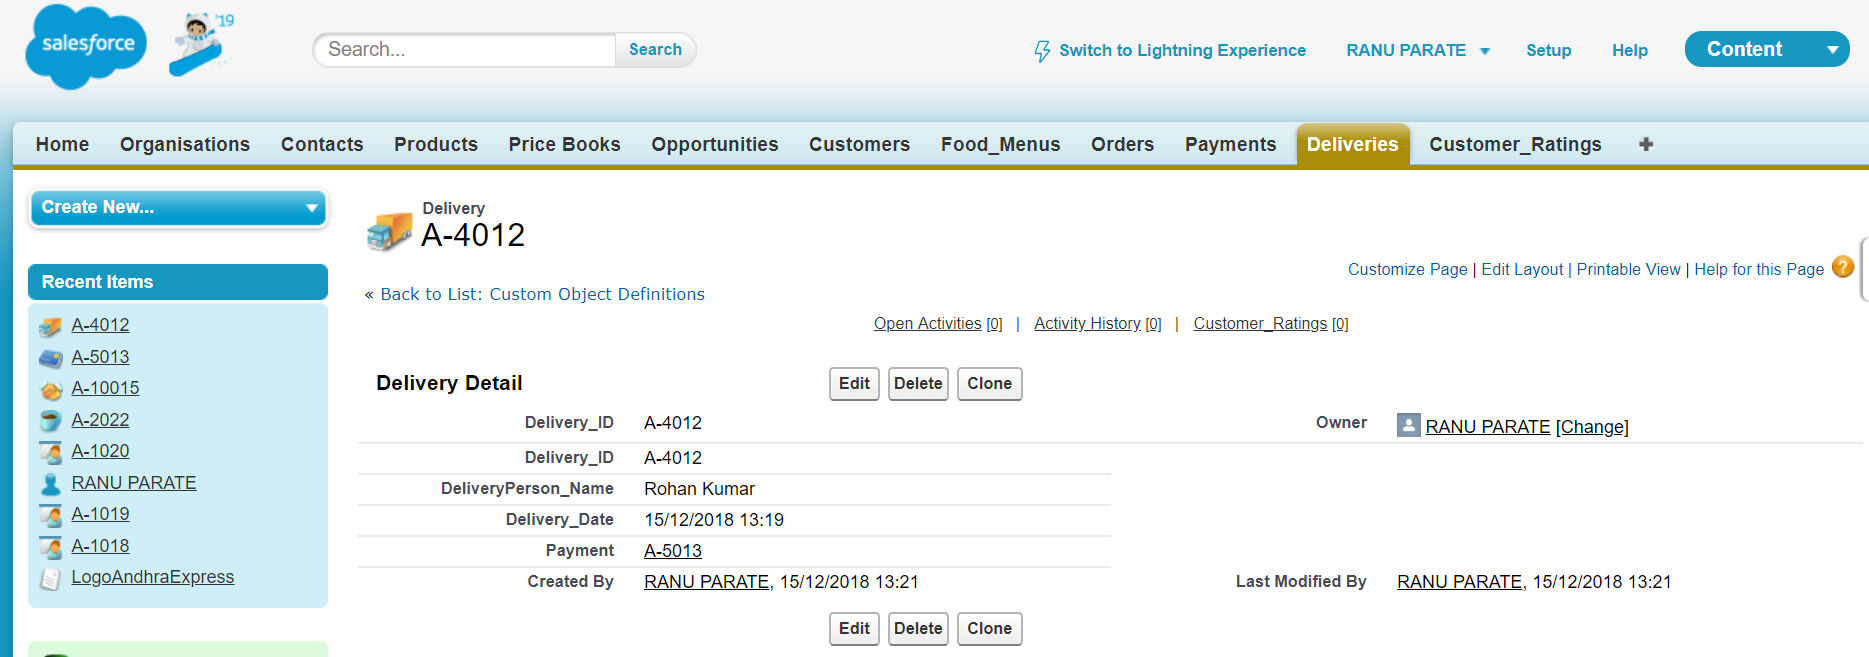 salesforce '19 Search... Search Switch to Lightning Experience RANU PARATE Setup Help Content
Home Organisations Contacts Products Price Books Opportunities Customers Food_Menus Orders Payments Deliveries Customer_Ratings +
Create New...
Recent Items
A-4012
A-5013
A-10015
A-2022
A-1020
RANU PARATE
A-1019
A-1018
LogoAndhraExpress
Delivery
A-4012
Customize Page | Edit Layout | Printable View | Help for this Page ?
« Back to List: Custom Object Definitions
Open Activities [0] | Activity History [0] | Customer_Ratings [0]
Delivery Detail Edit Delete Clone
Delivery_ID A-4012 Owner RANU PARATE [Change]
Delivery_ID A-4012
DeliveryPerson_Name Rohan Kumar
Delivery_Date 15/12/2018 13:19
Payment A-5013
Created By RANU PARATE, 15/12/2018 13:21 Last Modified By RANU PARATE, 15/12/2018 13:21
Edit Delete Clone